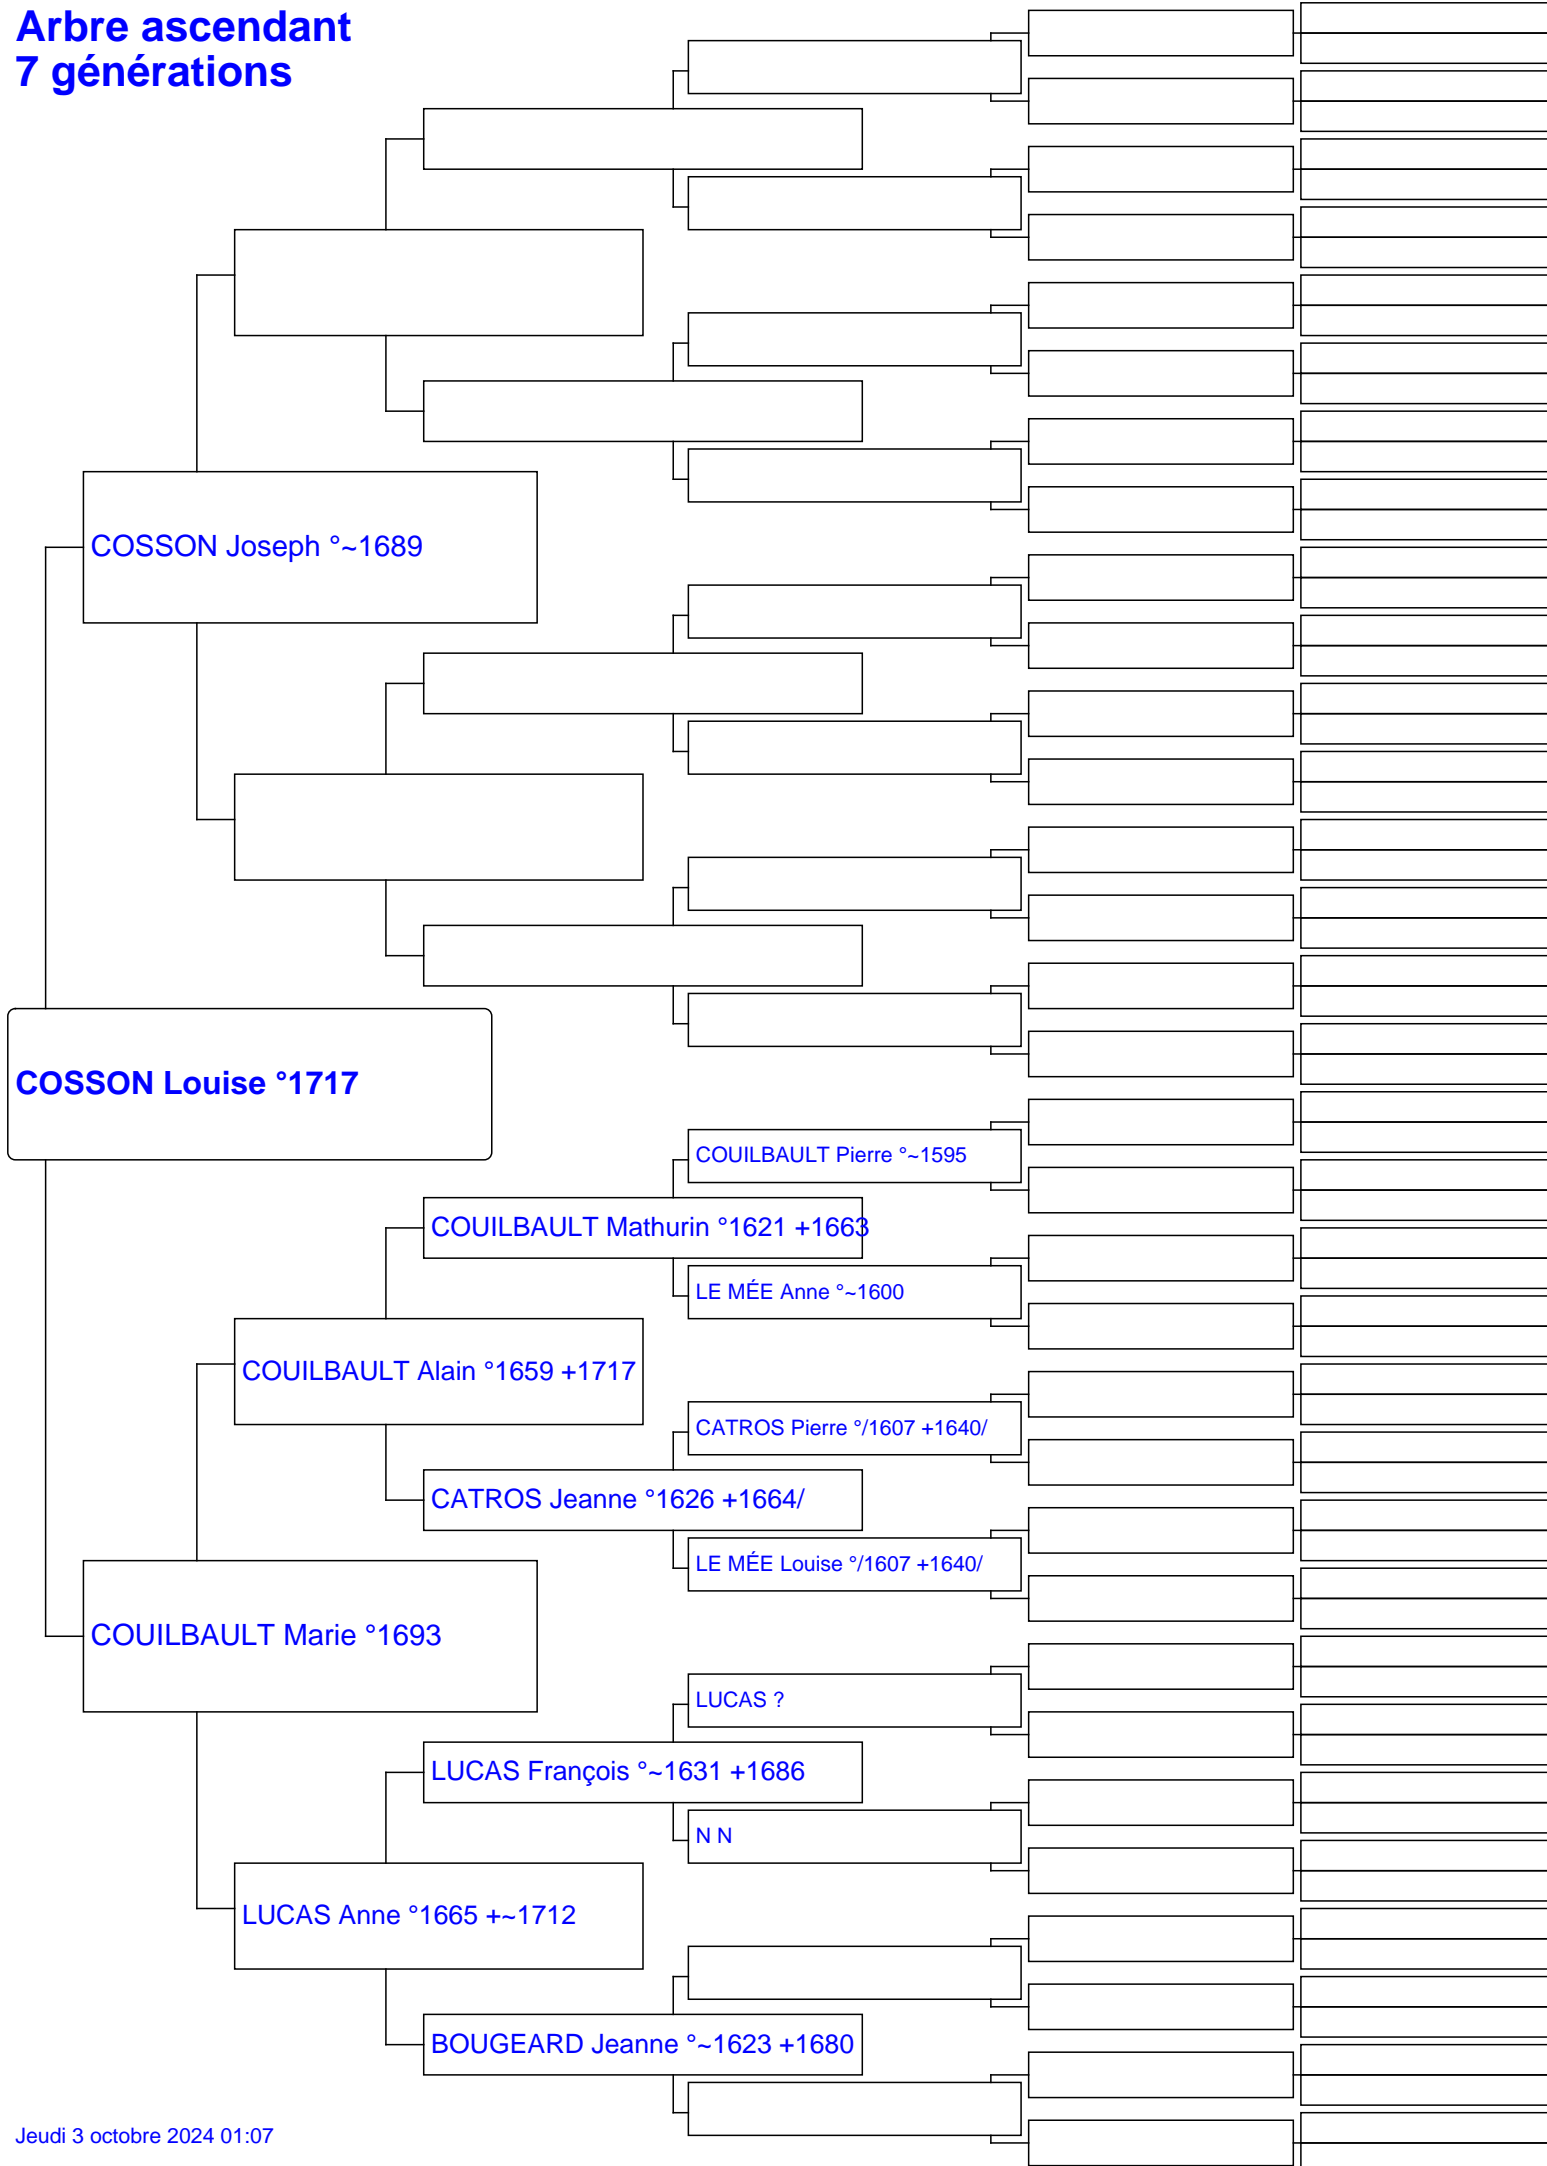 Arbre ascendant
7 générations
COSSON Joseph °~1689
COSSON Louise °1717
COUILBAULT Pierre °~1595
COUILBAULT Mathurin °1621 +1663
LE MÉE Anne °~1600
COUILBAULT Alain °1659 +1717
CATROS Pierre °/1607 +1640/
CATROS Jeanne °1626 +1664/
LE MÉE Louise °/1607 +1640/
COUILBAULT Marie °1693
LUCAS ?
LUCAS François °~1631 +1686
N N
LUCAS Anne °1665 +~1712
BOUGEARD Jeanne °~1623 +1680
Jeudi 3 octobre 2024 01:07